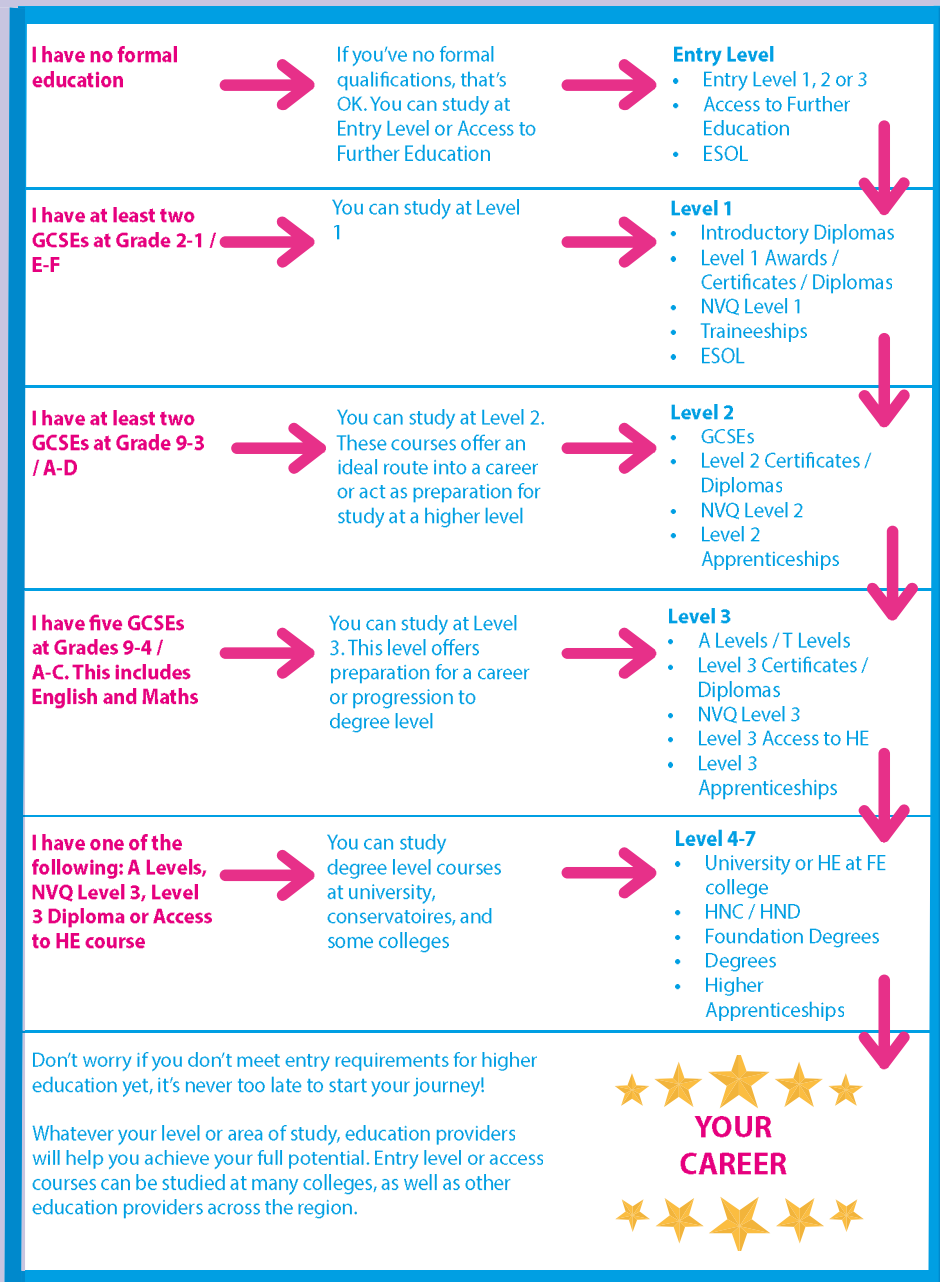 I have no formal
education
If you've no formal
qualifications, that's
OK. You can study at
Entry Level or Access to
Further Education
Entry Level
• Entry Level 1, 2 or 3
• Access to Further
Education
• ESOL
I have at least two
GCSEs at Grade 2-1 /
E-F
You can study at Level
1
Level 1
• Introductory Diplomas
• Level 1 Awards /
Certificates / Diplomas
• NVQ Level 1
• Traineeships
• ESOL
I have at least two
GCSEs at Grade 9-3
/ A-D
You can study at Level 2.
These courses offer an
ideal route into a career
or act as preparation for
study at a higher level
Level 2
• GCSEs
• Level 2 Certificates /
Diplomas
• NVQ Level 2
• Level 2
Apprenticeships
I have five GCSEs
at Grades 9-4 /
A-C. This includes
English and Maths
You can study at Level
3. This level offers
preparation for a career
or progression to
degree level
Level 3
• A Levels / T Levels
• Level 3 Certificates /
Diplomas
• NVQ Level 3
• Level 3 Access to HE
• Level 3
Apprenticeships
I have one of the
following: A Levels,
NVQ Level 3, Level
3 Diploma or Access
to HE course
You can study
degree level courses
at university,
conservatoires, and
some colleges
Level 4-7
• University or HE at FE
college
• HNC / HND
• Foundation Degrees
• Degrees
• Higher
Apprenticeships
Don't worry if you don't meet entry requirements for higher
education yet, it's never too late to start your journey!
Whatever your level or area of study, education providers
will help you achieve your full potential. Entry level or access
courses can be studied at many colleges, as well as other
education providers across the region.
YOUR
CAREER